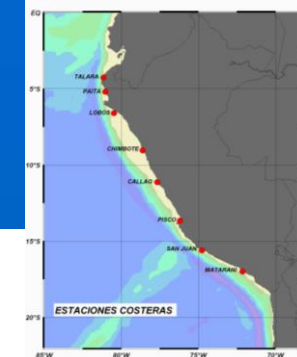 EQ
TALARA
PAITA
5°S
LOBOS
CHIMBOTE
10°S
CALLAO
PISCO
15°S
SAN JUAN
MATARANI
ESTACIONES COSTERAS
20°S
85°W 80°W 75°W 70°W